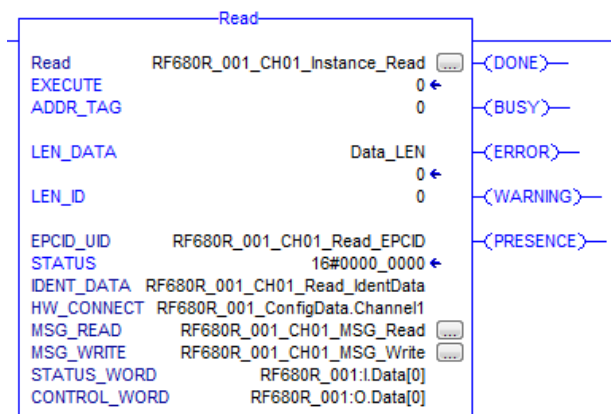 Read
Read RF680R_001_CH01_Instance_Read ... (DONE)
EXECUTE 0
ADDR_TAG 0 (BUSY)
LEN_DATA Data_LEN (ERROR)
0
LEN_ID 0 (WARNING)
EPCID_UID RF680R_001_CH01_Read_EPCID (PRESENCE)
STATUS 16#0000_0000
IDENT_DATA RF680R_001_CH01_Read_IdentData
HW_CONNECT RF680R_001_ConfigData.Channel1
MSG_READ RF680R_001_CH01_MSG_Read ...
MSG_WRITE RF680R_001_CH01_MSG_Write ...
STATUS_WORD RF680R_001:I.Data[0]
CONTROL_WORD RF680R_001:O.Data[0]